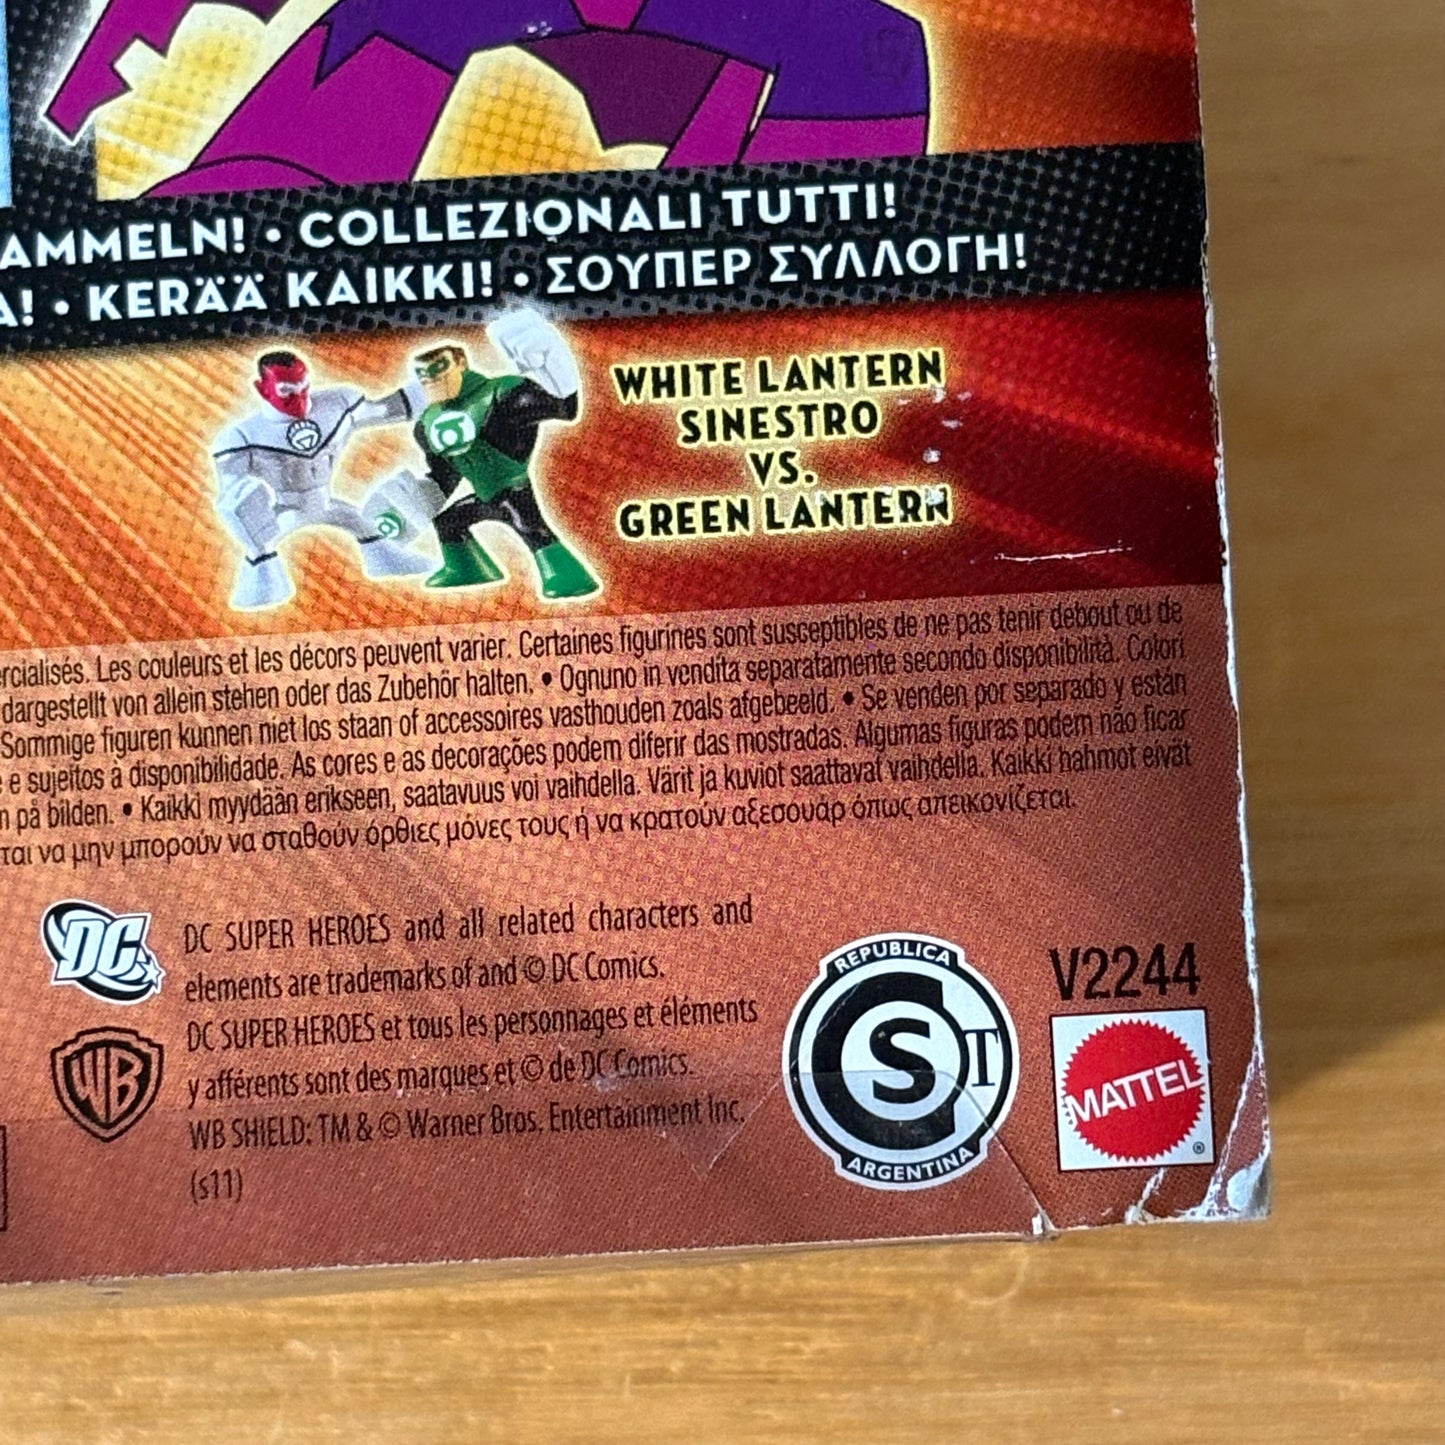 AMMELN! • COLLEZIONALI TUTTI!
A! • KERÄÄ KAIKKI! • ΣΟΥΠΕΡ ΣΥΛΛΟΓΗ!
WHITE LANTERN
SINESTRO
VS.
GREEN LANTERN
rcialisés. Les couleurs et les décors peuvent varier. Certaines figurines sont susceptibles de ne pas tenir debout ou de
dargestellt von allein stehen oder das Zubehör halten. • Ognuno in vendita separatamente secondo disponibilità. Colori
Sommige figuren kunnen niet los staan of accessoires vasthouden zoals afgebeeld. • Se venden por separado y están
e e sujeitos à disponibilidade. As cores e as decorações podem diferir das mostradas. Algumas figuras podem não ficar
n på bilden. • Kaikki myydään erikseen, saatavuus voi vaihdella. Värit ja kuviot saattavat vaihdella. Kaikki hahmot eivät
ται να μην μπορούν να σταθούν όρθιες μόνες τους ή να κρατούν αξεσουάρ όπως απεικονίζεται.
DC
DC SUPER HEROES and all related characters and
elements are trademarks of and © DC Comics.
DC SUPER HEROES et tous les personnages et éléments
y afférents sont des marques et © de DC Comics.
WB SHIELD: TM & © Warner Bros. Entertainment Inc.
(s11)
WB
REPUBLICA
S
T
ARGENTINA
V2244
MATTEL
®